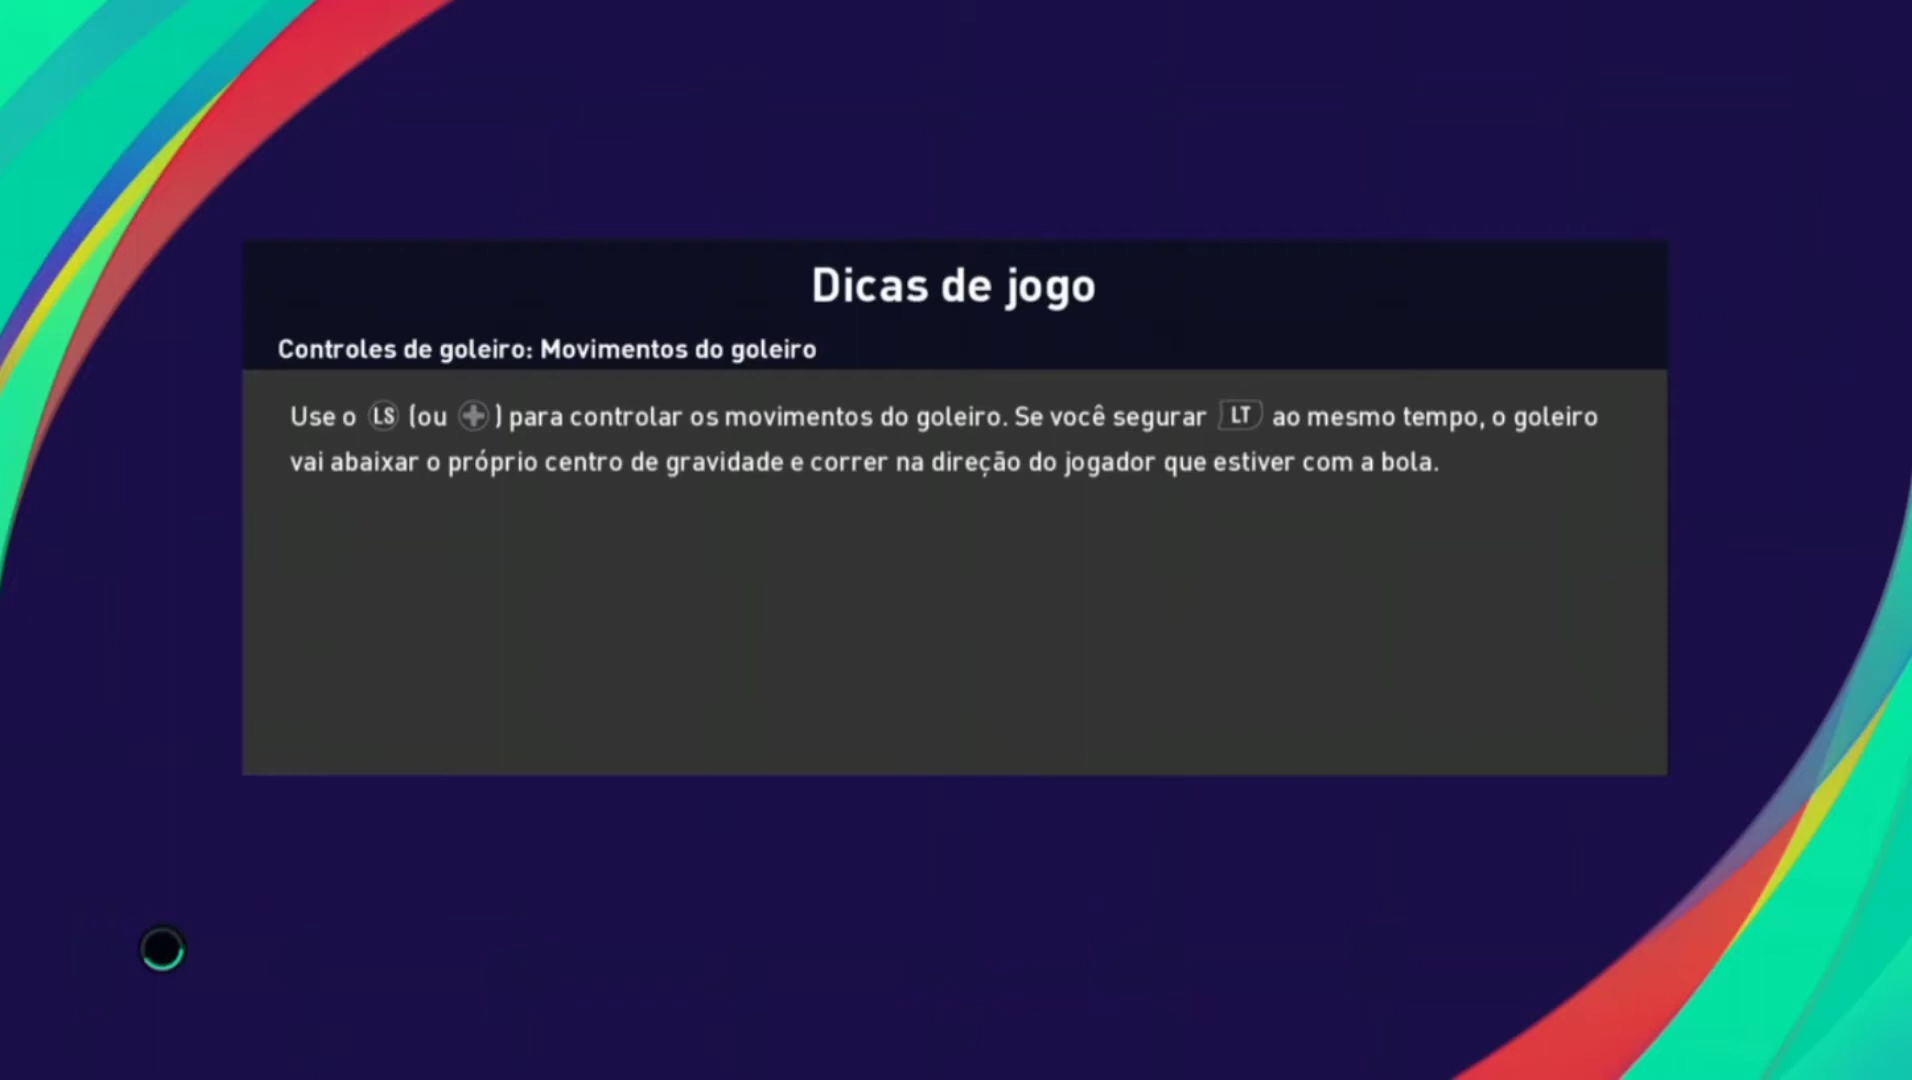 Dicas de jogo
Controles de goleiro: Movimentos do goleiro
Use o LS (ou ✚) para controlar os movimentos do goleiro. Se você segurar LT ao mesmo tempo, o goleiro
vai abaixar o próprio centro de gravidade e correr na direção do jogador que estiver com a bola.